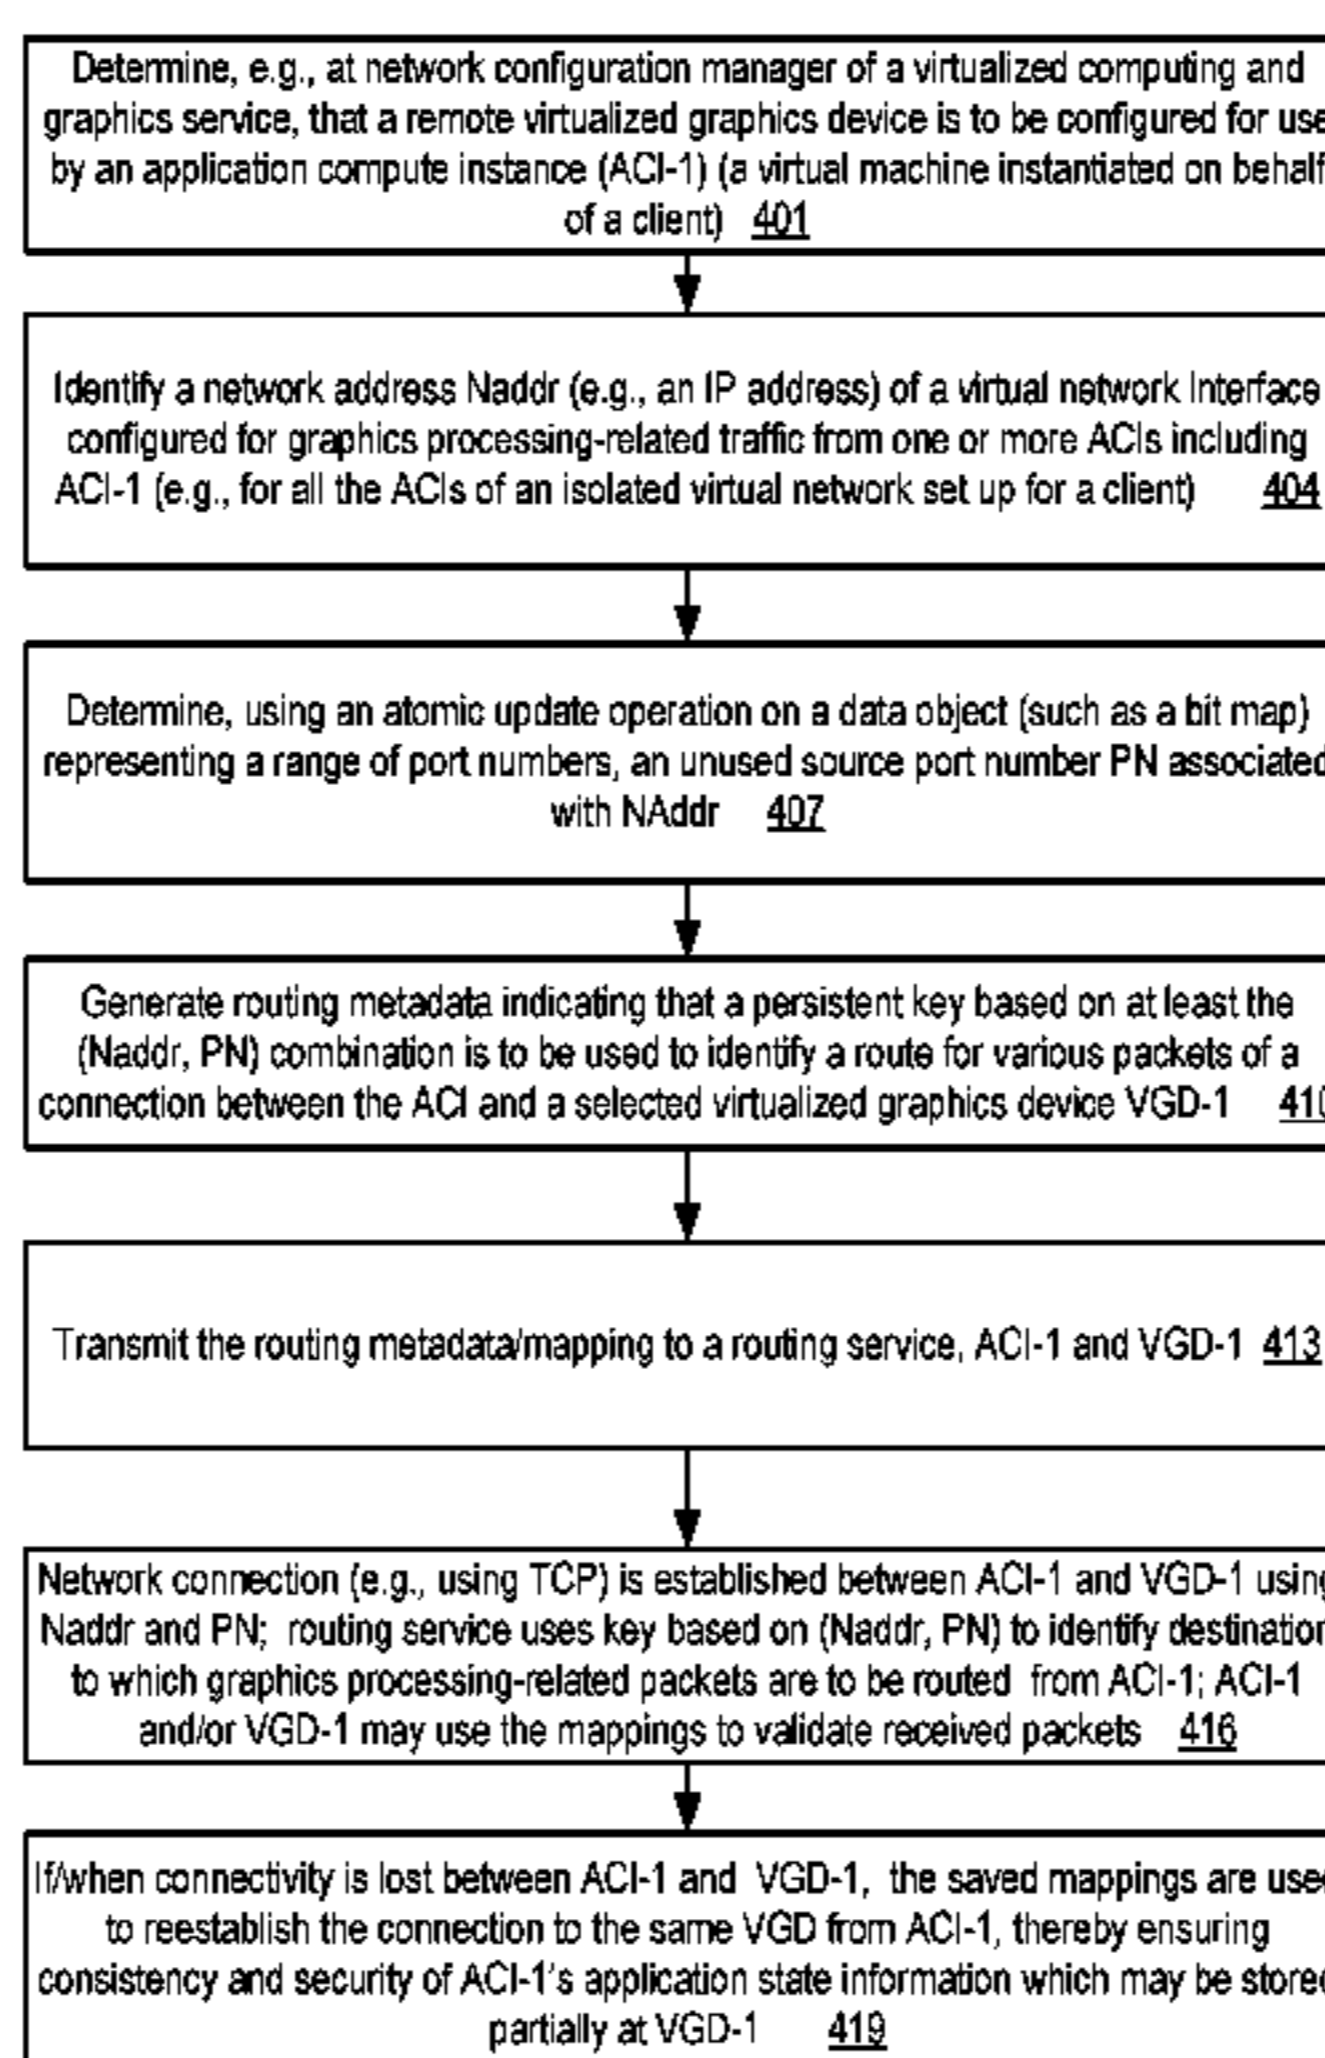 Determine, e.g., at network configuration manager of a virtualized computing and
graphics service, that a remote virtualized graphics device is to be configured for use
by an application compute instance (ACI-1) (a virtual machine instantiated on behalf
of a client) 401
Identify a network address Naddr (e.g., an IP address) of a virtual network Interface
configured for graphics processing-related traffic from one or more ACIs including
ACI-1 (e.g., for all the ACIs of an isolated virtual network set up for a client) 404
Determine, using an atomic update operation on a data object (such as a bit map)
representing a range of port numbers, an unused source port number PN associated
with NAddr 407
Generate routing metadata indicating that a persistent key based on at least the
(Naddr, PN) combination is to be used to identify a route for various packets of a
connection between the ACI and a selected virtualized graphics device VGD-1 410
Transmit the routing metadata/mapping to a routing service, ACI-1 and VGD-1 413
Network connection (e.g., using TCP) is established between ACI-1 and VGD-1 using
Naddr and PN; routing service uses key based on (Naddr, PN) to identify destination
to which graphics processing-related packets are to be routed from ACI-1; ACI-1
and/or VGD-1 may use the mappings to validate received packets 416
If/when connectivity is lost between ACI-1 and VGD-1, the saved mappings are used
to reestablish the connection to the same VGD from ACI-1, thereby ensuring
consistency and security of ACI-1's application state information which may be stored
partially at VGD-1 419